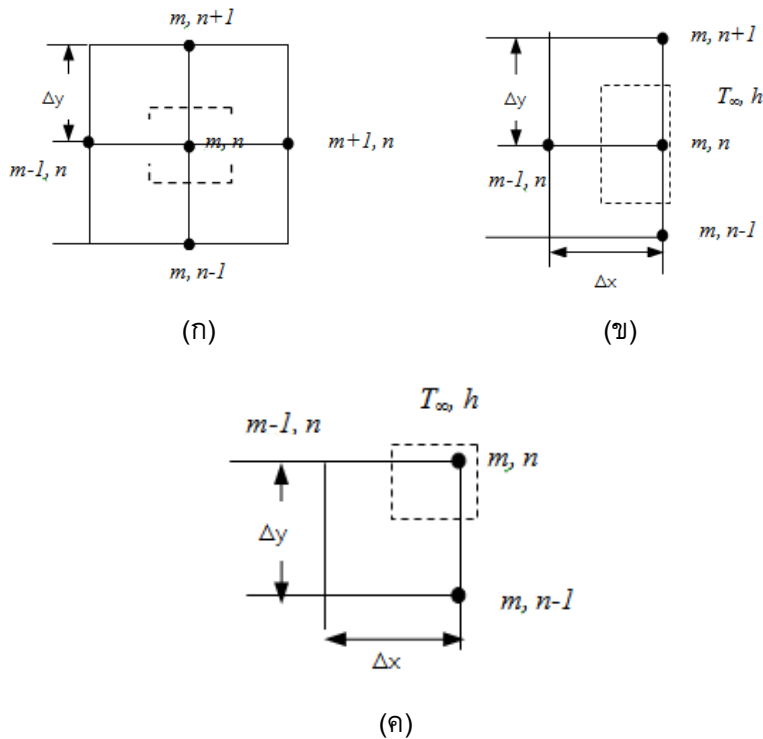 m, n+1
Δy
m, n
m+1, n
m-1, n
m, n-1
(ก)
m, n+1
Δy
T∞, h
m, n
m-1, n
m, n-1
Δx
(ข)
T∞, h
m-1, n
m, n
Δy
m, n-1
Δx
(ค)